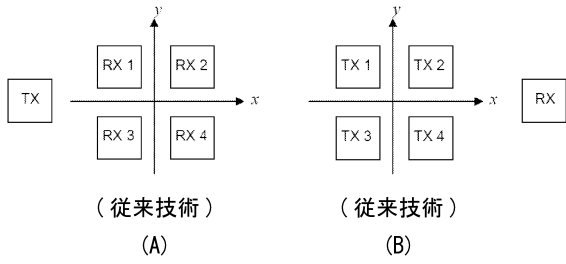 y y
RX 1 RX 2 TX 1 TX 2
TX x x RX
RX 3 RX 4 TX 3 TX 4
(従来技術) (従来技術)
(A) (B)